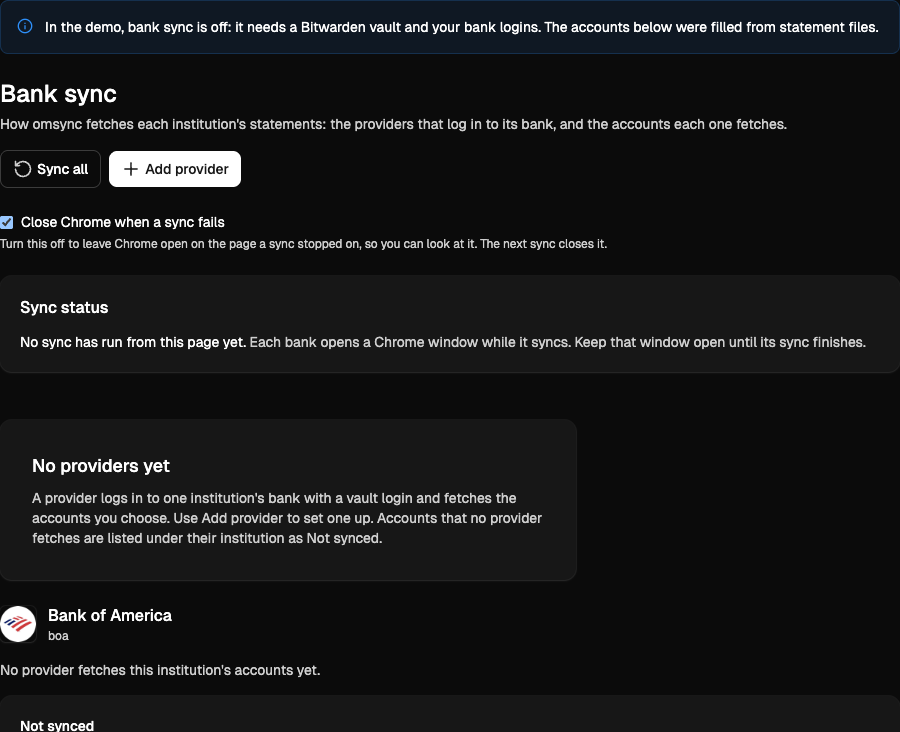 In the demo, bank sync is off: it needs a Bitwarden vault and your bank logins. The accounts below were filled from statement files.
Bank sync
How omsync fetches each institution's statements: the providers that log in to its bank, and the accounts each one fetches.
Sync all
Add provider
Close Chrome when a sync fails
Turn this off to leave Chrome open on the page a sync stopped on, so you can look at it. The next sync closes it.
Sync status
No sync has run from this page yet. Each bank opens a Chrome window while it syncs. Keep that window open until its sync finishes.
No providers yet
A provider logs in to one institution's bank with a vault login and fetches the
accounts you choose. Use Add provider to set one up. Accounts that no provider
fetches are listed under their institution as Not synced.
Bank of America
boa
No provider fetches this institution's accounts yet.
Not synced